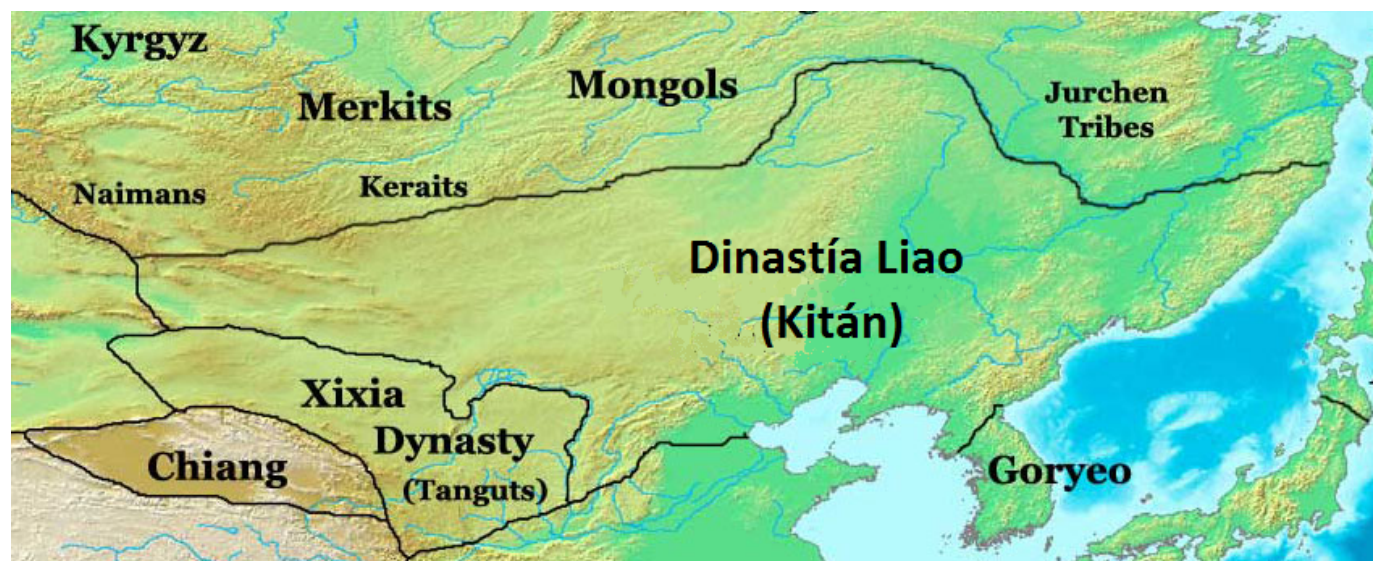 Kyrgyz
Merkits
Mongols
Jurchen
Tribes
Naimans
Keraits
Dinastía Liao
(Kitán)
Xixia
Dynasty
(Tanguts)
Chiang
Goryeo